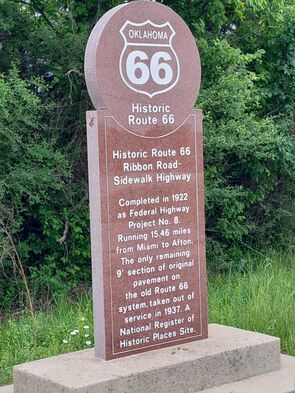 OKLAHOMA
66
Historic
Route 66
Historic Route 66
Ribbon Road-
Sidewalk Highway
Completed in 1922
as Federal Highway
Project No. 8.
Running 15.46 miles
from Miami to Afton.
The only remaining
9' section of original
pavement on
the old Route 66
system, taken out of
service in 1937. A
National Register of
Historic Places Site.